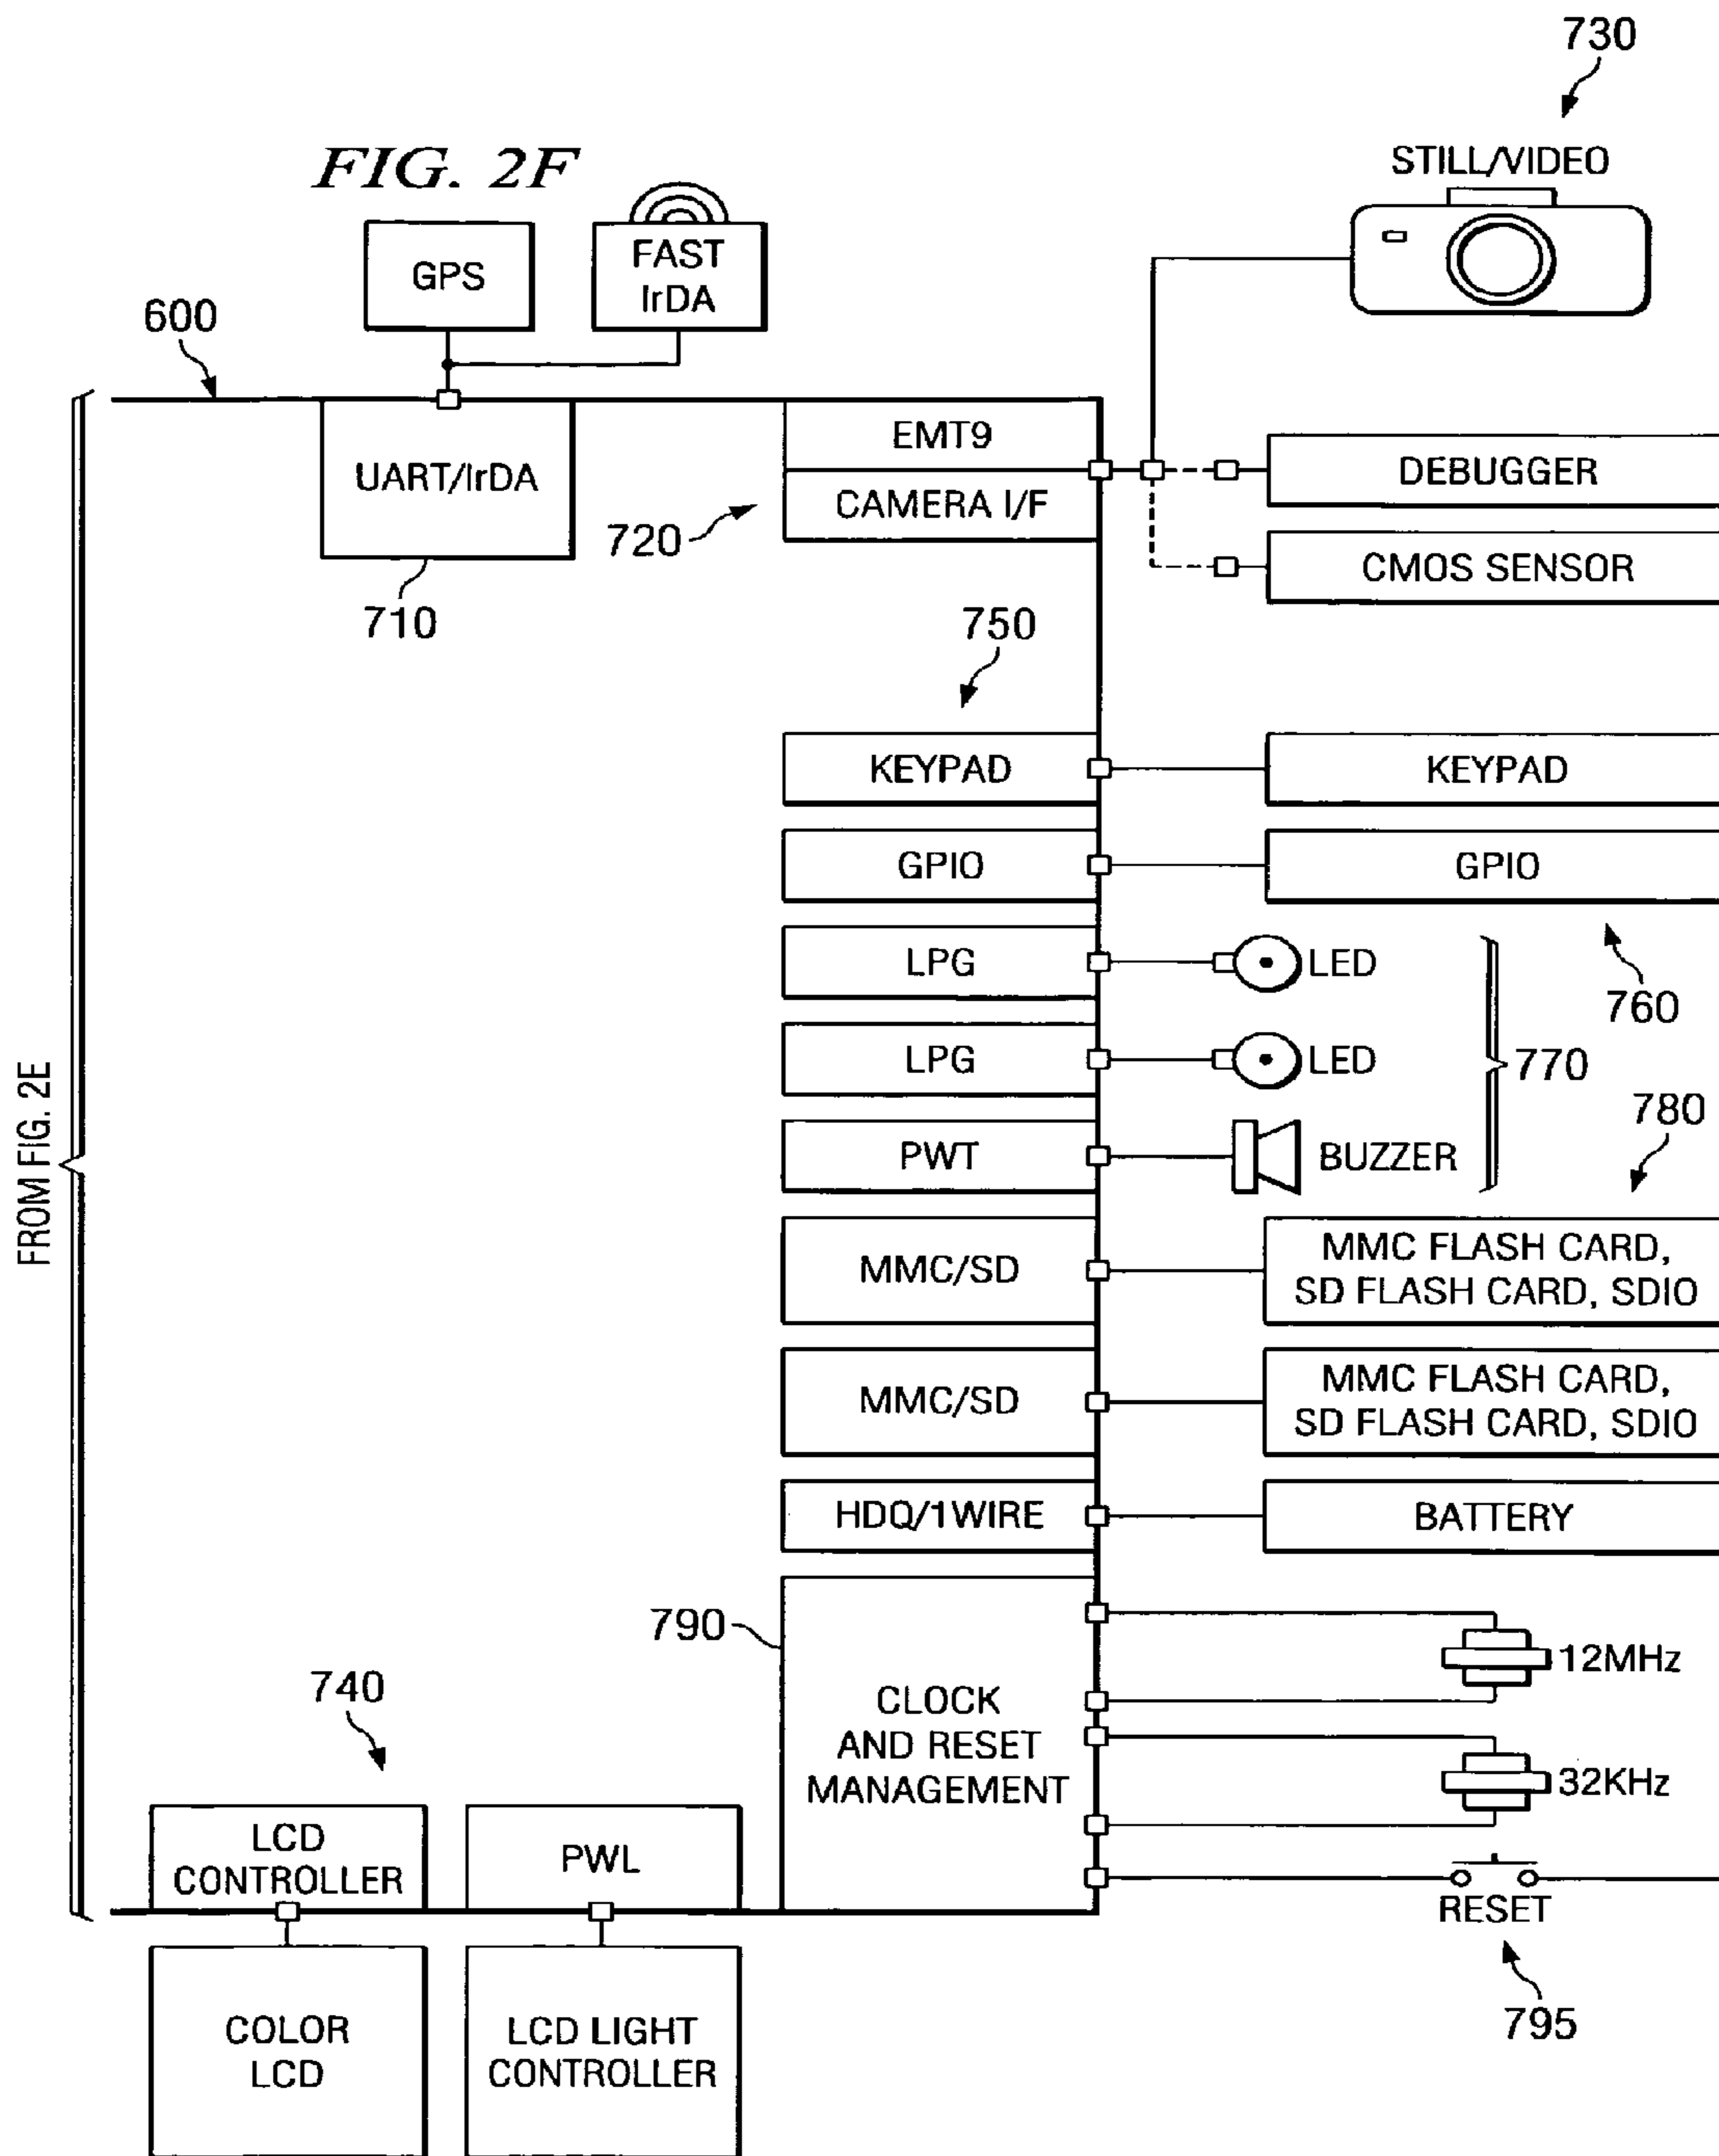 730
STILL/VIDEO
FIG. 2F
GPS
FAST
IrDA
600
UART/IrDA
710
EMT9
CAMERA I/F
720
DEBUGGER
CMOS SENSOR
750
KEYPAD
KEYPAD
GPIO
GPIO
760
LPG
LED
LPG
LED
770
PWT
BUZZER
780
FROM FIG. 2E
MMC/SD
MMC FLASH CARD,
SD FLASH CARD, SDIO
MMC/SD
MMC FLASH CARD,
SD FLASH CARD, SDIO
HDQ/1WIRE
BATTERY
790
CLOCK
AND RESET
MANAGEMENT
12MHz
32KHz
RESET
795
740
LCD
CONTROLLER
PWL
COLOR
LCD
LCD LIGHT
CONTROLLER